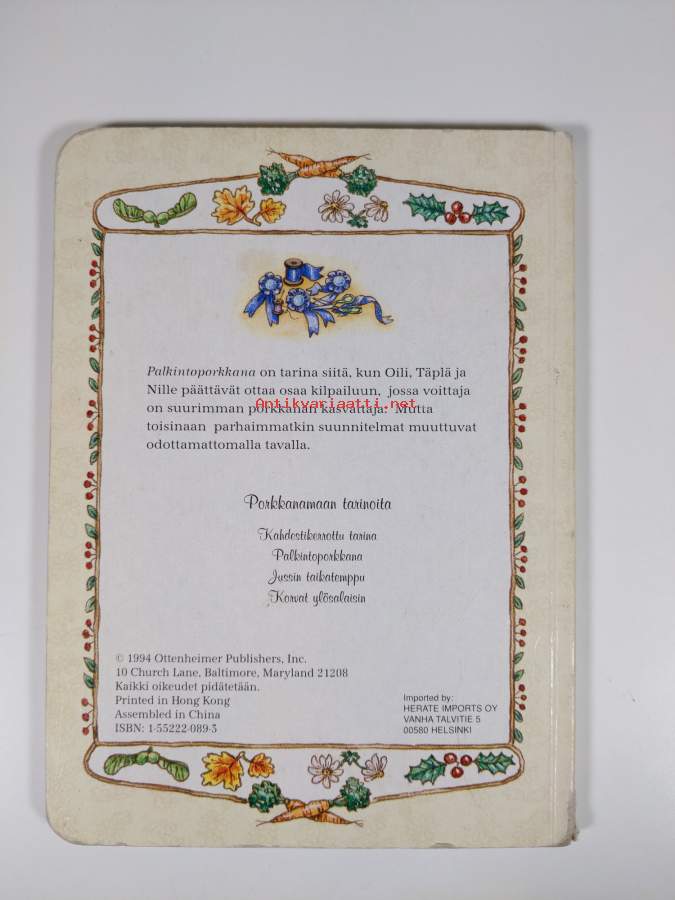 Palkintoporkkana on tarina siitä, kun Oili, Täplä ja
Nille päättävät ottaa osaa kilpailuun, jossa voittaja
on suurimman porkkanan kasvattaja. Mutta
Antikvariaatti.net
toisinaan parhaimmatkin suunnitelmat muuttuvat
odottamattomalla tavalla.
Porkkanamaan tarinoita
Kahdestikerrottu tarina
Palkintoporkkana
Jussin taikatemppu
Korvat ylösalaisin
© 1994 Ottenheimer Publishers, Inc.
10 Church Lane, Baltimore, Maryland 21208
Kaikki oikeudet pidätetään.
Printed in Hong Kong
Assembled in China
ISBN: 1-55222-089-3
Imported by:
HERATE IMPORTS OY
VANHA TALVITIE 5
00580 HELSINKI